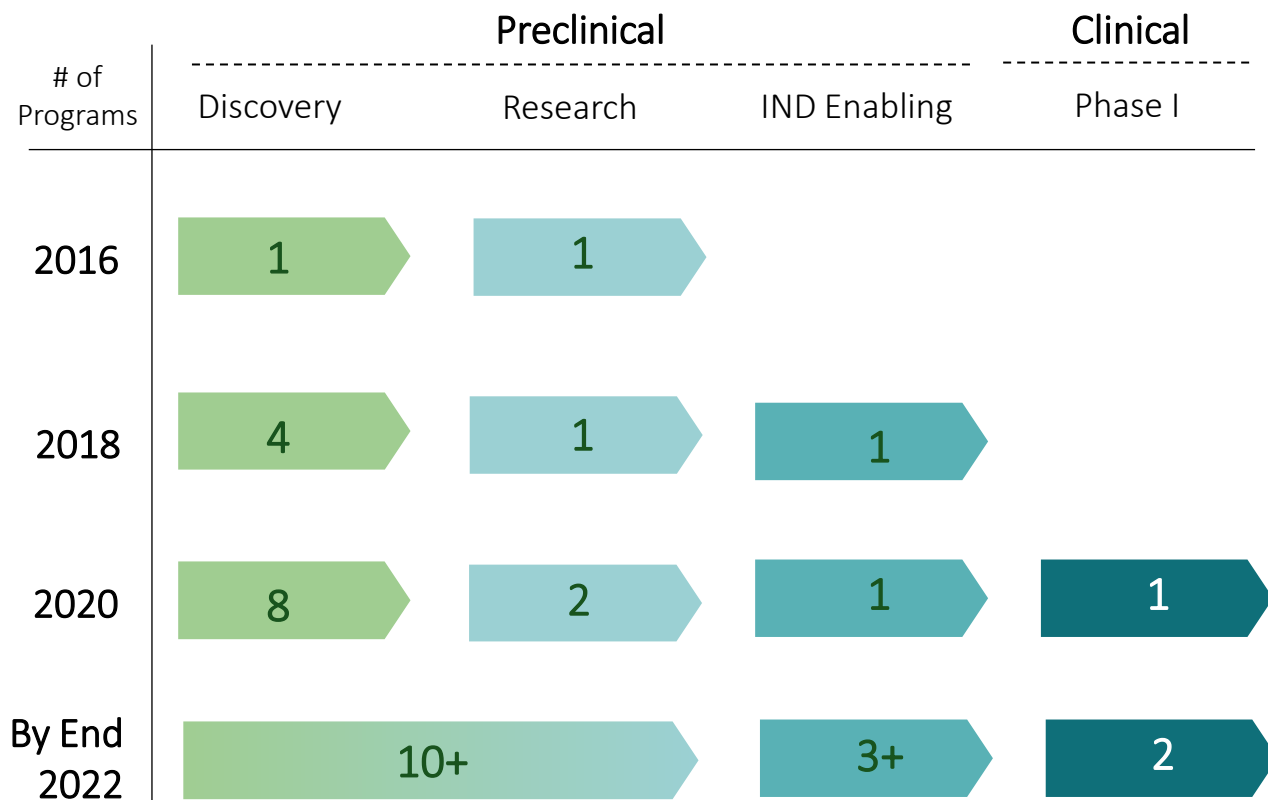 Preclinical
Clinical
# of
Programs
Discovery
Research
IND Enabling
Phase I
2016
1
1
2018
4
1
1
2020
8
2
1
1
By End
2022
10+
3+
2